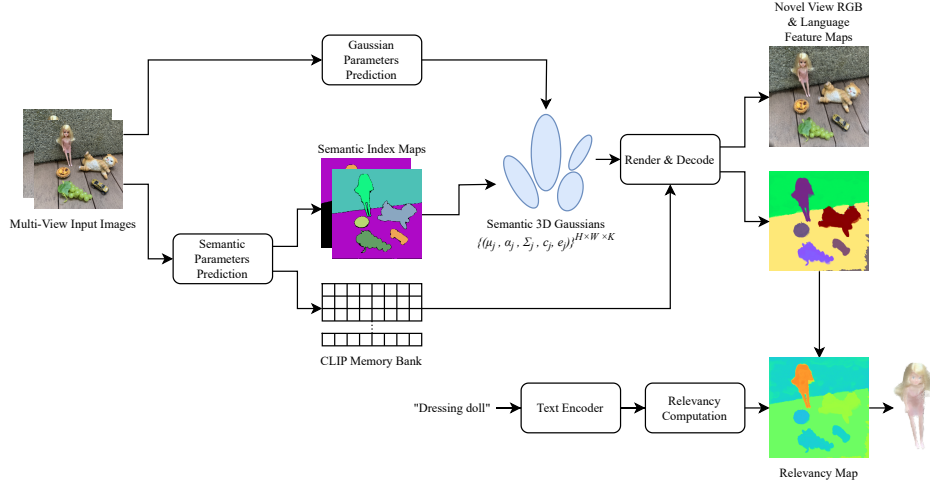 Novel View RGB
& Language
Feature Maps
Gaussian
Parameters
Prediction
Multi-View Input Images
Semantic Index Maps
Semantic
Parameters
Prediction
Render & Decode
Semantic 3D Gaussians
{(μj , αj , Σj , cj, ej)}H×W×K
CLIP Memory Bank
"Dressing doll"
Text Encoder
Relevancy
Computation
Relevancy Map